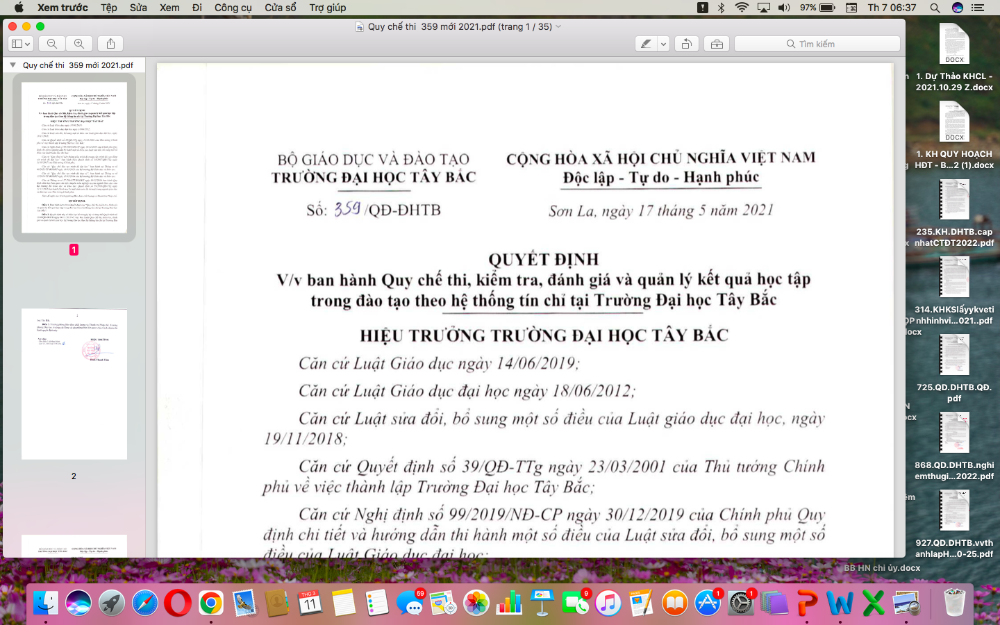 Xem trước Tệp Sửa Xem Đi Công cụ Cửa sổ Trợ giúp 97% Th 7 06:37
Quy chế thi 359 mới 2021.pdf (trang 1 / 35)
Tìm kiếm
Quy chế thi 359 mới 2021.pdf
1
2
BỘ GIÁO DỤC VÀ ĐÀO TẠO
TRƯỜNG ĐẠI HỌC TÂY BẮC
Số: 359/QĐ-ĐHTB
CỘNG HÒA XÃ HỘI CHỦ NGHĨA VIỆT NAM
Độc lập - Tự do - Hạnh phúc
Sơn La, ngày 17 tháng 5 năm 2021
QUYẾT ĐỊNH
V/v ban hành Quy chế thi, kiểm tra, đánh giá và quản lý kết quả học tập
trong đào tạo theo hệ thống tín chỉ tại Trường Đại học Tây Bắc
HIỆU TRƯỞNG TRƯỜNG ĐẠI HỌC TÂY BẮC
Căn cứ Luật Giáo dục ngày 14/06/2019;
Căn cứ Luật Giáo dục đại học ngày 18/06/2012;
Căn cứ Luật sửa đổi, bổ sung một số điều của Luật giáo dục đại học, ngày
19/11/2018;
Căn cứ Quyết định số 39/QĐ-TTg ngày 23/03/2001 của Thủ tướng Chính
phủ về việc thành lập Trường Đại học Tây Bắc;
Căn cứ Nghị định số 99/2019/NĐ-CP ngày 30/12/2019 của Chính phủ Quy
định chi tiết và hướng dẫn thi hành một số điều của Luật sửa đổi, bổ sung một số
điều của Luật Giáo dục đại học;
DOCX
1. Dự Thảo KHCL -
2021.10.29 Z.docx
DOCX
1. KH QUY HOẠCH
HĐT - B...2 (1).docx
235.KH.DHTB.cap
nhatCTĐT2022.pdf
314.KHKSlấyykveti
nhhinhvi...021..pdf
725.QD.DHTB.QĐ.
pdf
868.QD.DHTB.nghi
emthugi...2022.pdf
927.QD.DHTB.vvth
anhlapH...0-25.pdf
BB HN chi ủy.docx
THG 3
11
59
9
1
1